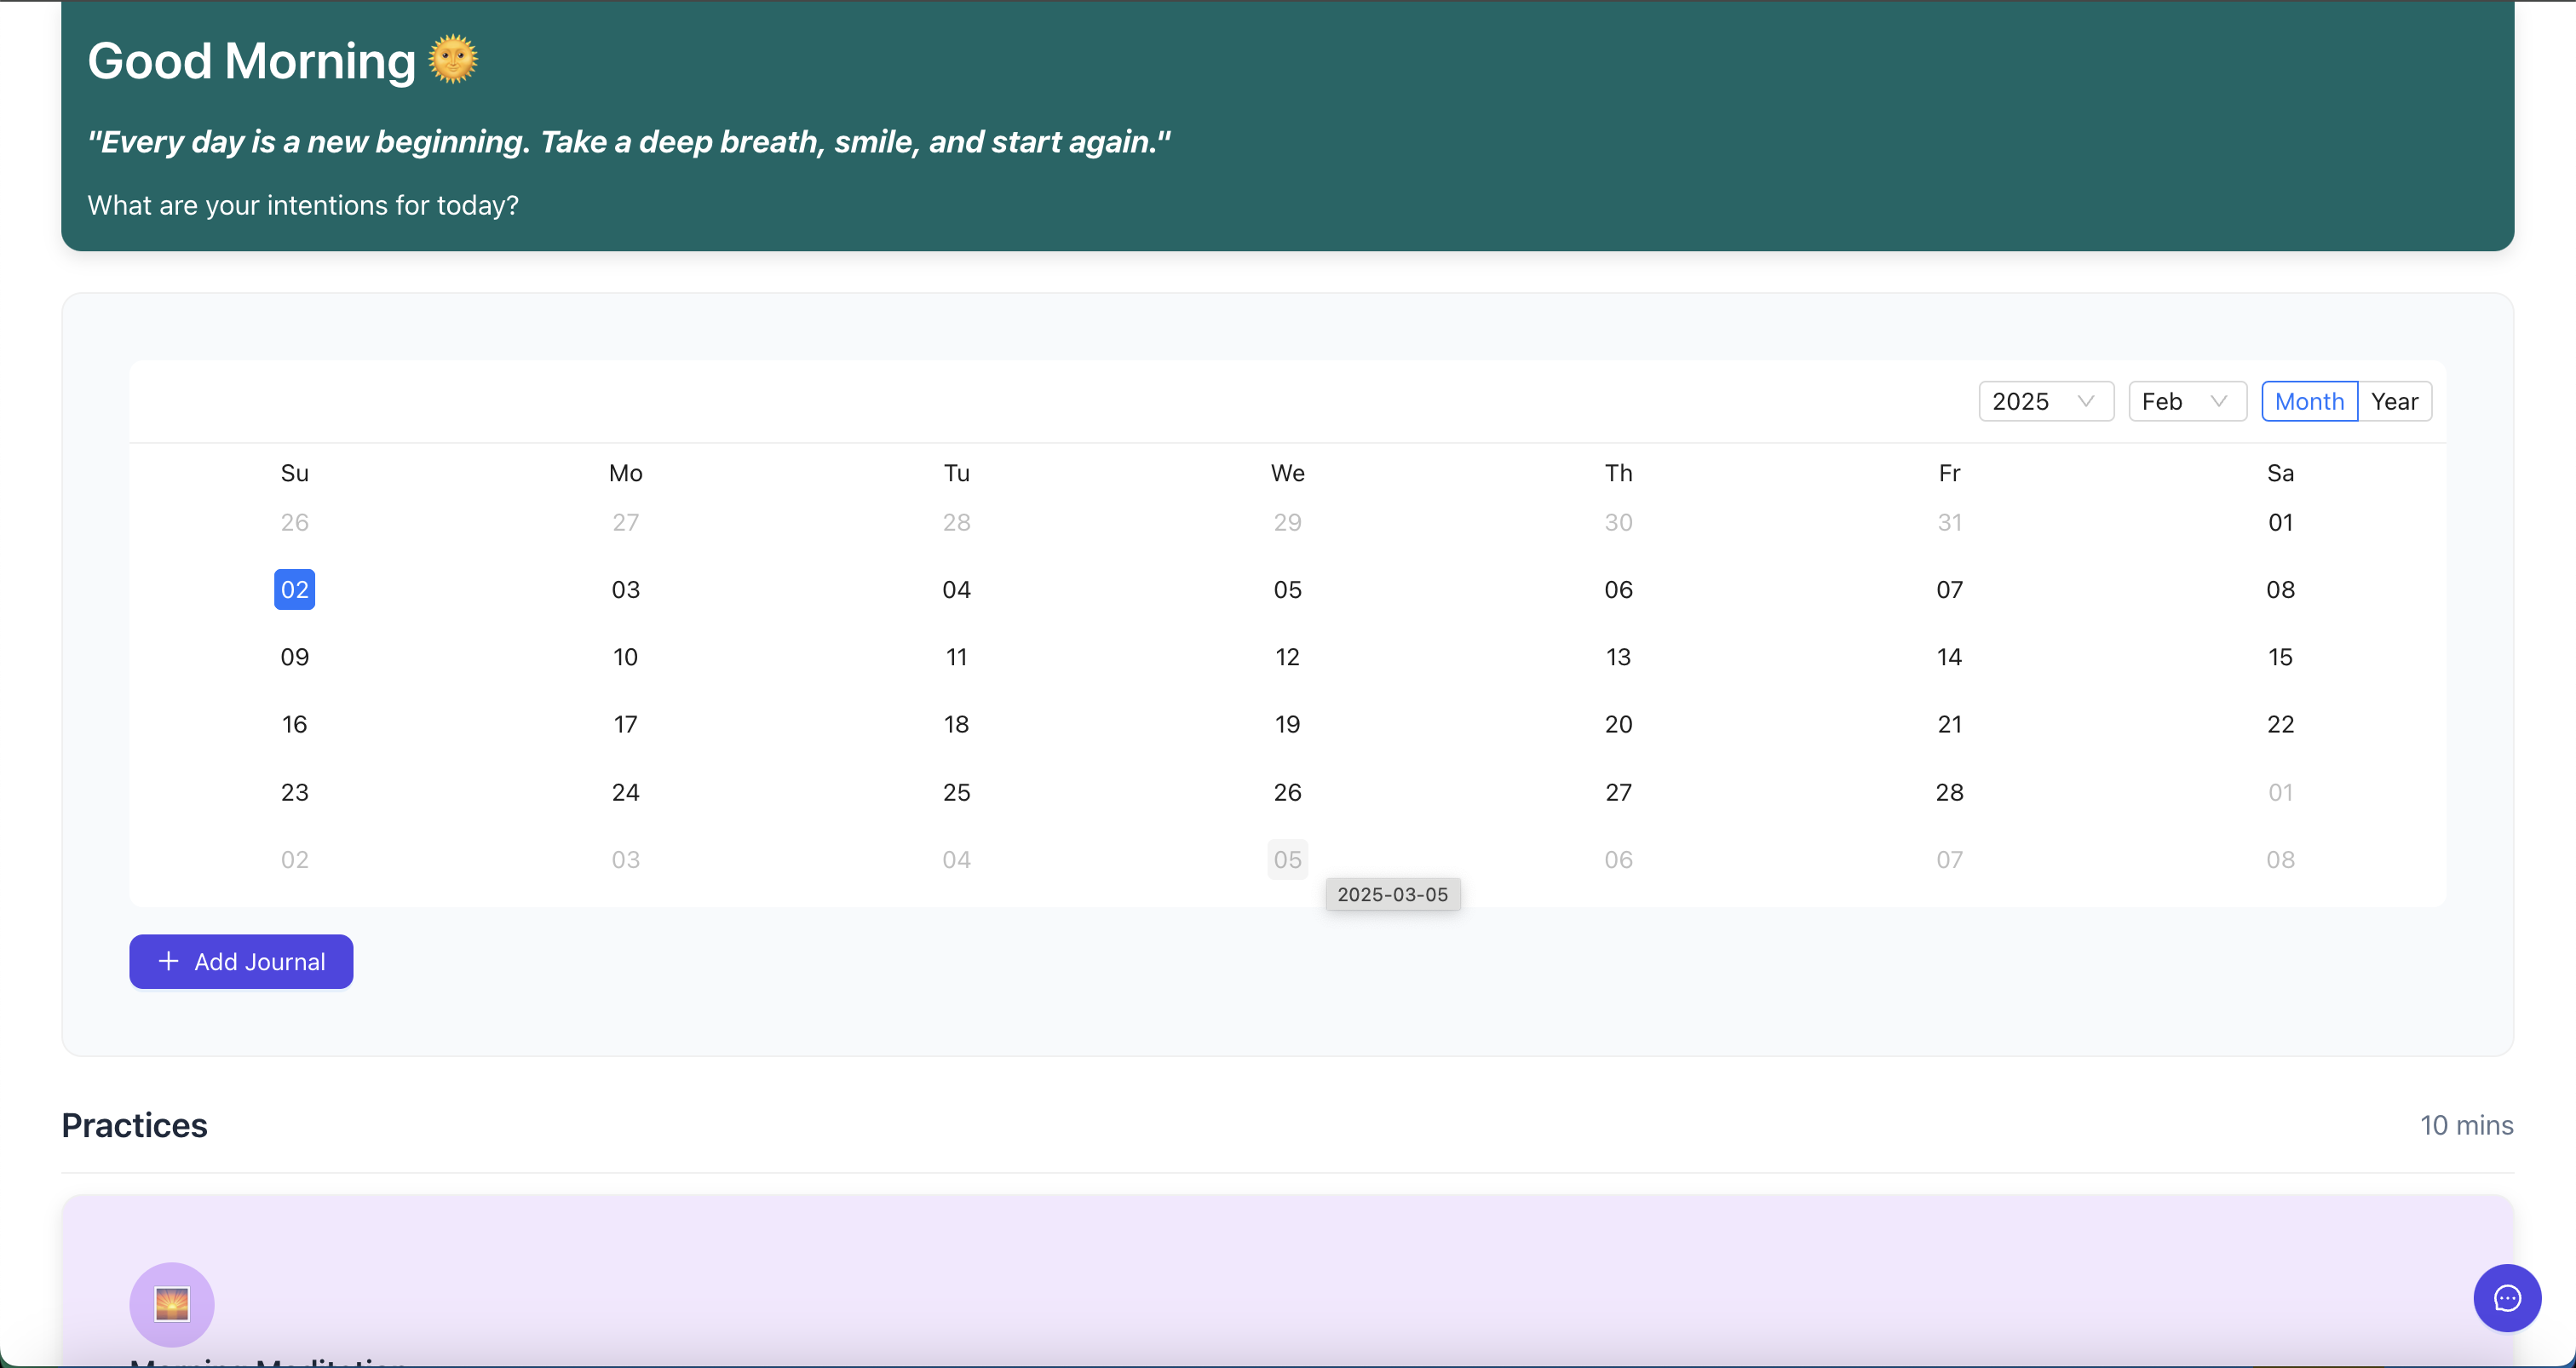 Good Morning 🌞
"Every day is a new beginning. Take a deep breath, smile, and start again."
What are your intentions for today?
2025 Feb Month Year
Su Mo Tu We Th Fr Sa
26 27 28 29 30 31 01
02 03 04 05 06 07 08
09 10 11 12 13 14 15
16 17 18 19 20 21 22
23 24 25 26 27 28 01
02 03 04 05 06 07 08
2025-03-05
+ Add Journal
Practices 10 mins
Morning Meditation